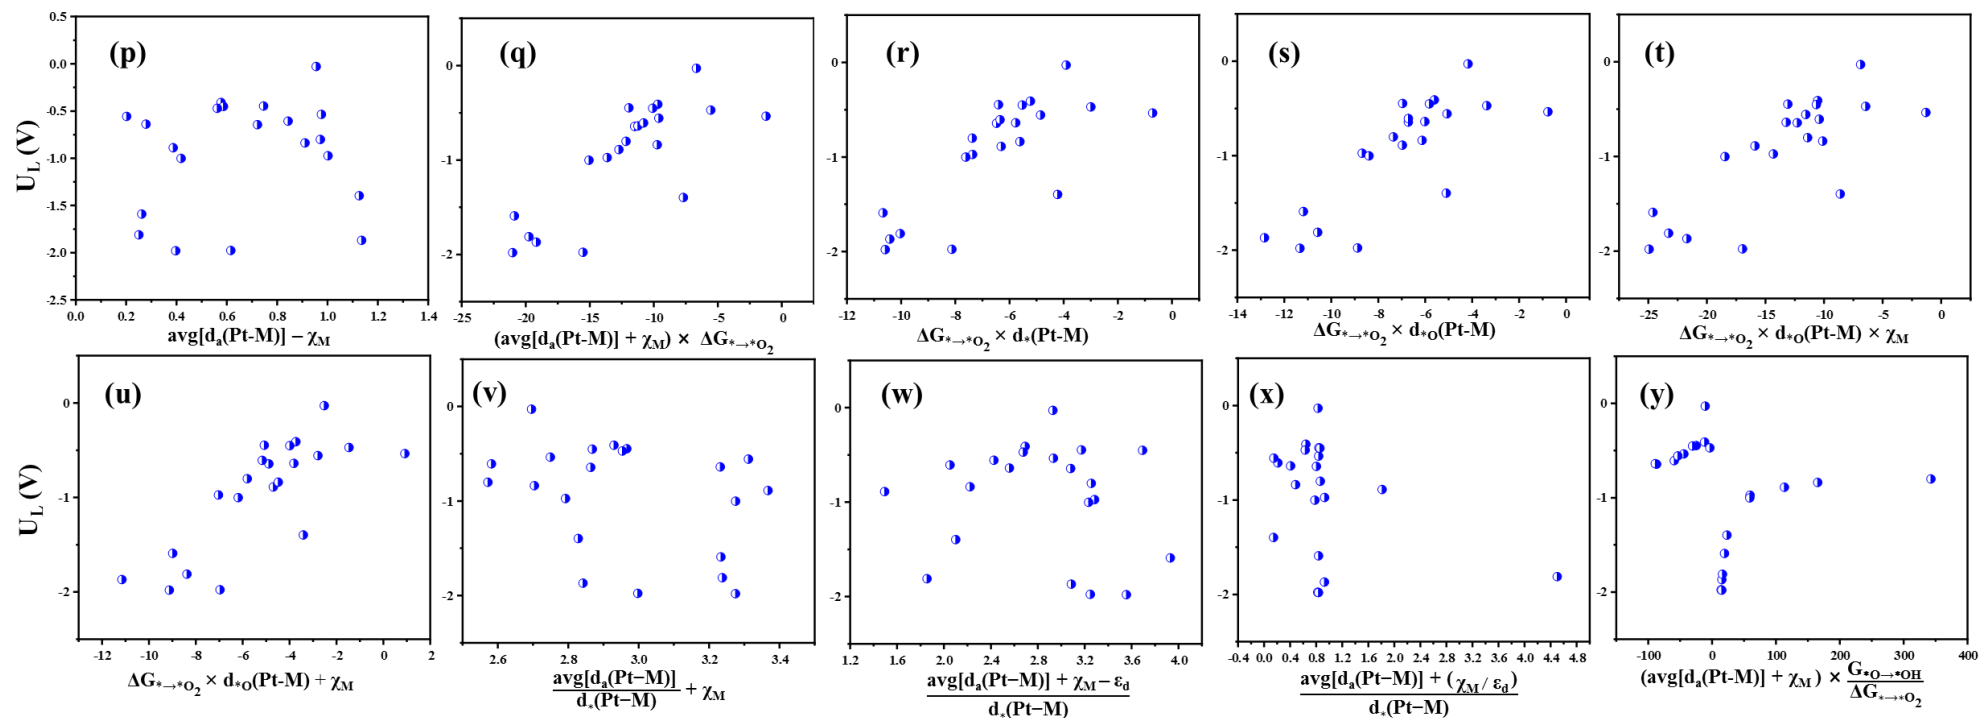 (p)
U_L (V)
0.5
0.0
-0.5
-1.0
-1.5
-2.0
-2.5
0.0 0.2 0.4 0.6 0.8 1.0 1.2 1.4
avg[d_a(Pt-M)] − χ_M
(q)
0
-1
-2
-25 -20 -15 -10 -5 0
(avg[d_a(Pt-M)] + χ_M) × ΔG_{*→*O₂}
(r)
0
-1
-2
-12 -10 -8 -6 -4 -2 0
ΔG_{*→*O₂} × d_*(Pt-M)
(s)
0
-1
-2
-14 -12 -10 -8 -6 -4 -2 0
ΔG_{*→*O₂} × d_{*O}(Pt-M)
(t)
0
-1
-2
-25 -20 -15 -10 -5 0
ΔG_{*→*O₂} × d_{*O}(Pt-M) × χ_M
(u)
U_L (V)
0
-1
-2
-12 -10 -8 -6 -4 -2 0 2
ΔG_{*→*O₂} × d_{*O}(Pt-M) + χ_M
(v)
0
-1
-2
2.6 2.8 3.0 3.2 3.4
avg[d_a(Pt−M)]
d_*(Pt−M)
+ χ_M
(w)
0
-1
-2
1.2 1.6 2.0 2.4 2.8 3.2 3.6 4.0
avg[d_a(Pt−M)] + χ_M − ε_d
d_*(Pt−M)
(x)
0
-1
-2
-0.4 0.0 0.4 0.8 1.2 1.6 2.0 2.4 2.8 3.2 3.6 4.0 4.4 4.8
avg[d_a(Pt−M)] + (χ_M / ε_d)
d_*(Pt−M)
(y)
0
-1
-2
-100 0 100 200 300 400
(avg[d_a(Pt-M)] + χ_M) ×
G_{*O→*OH}
ΔG_{*→*O₂}